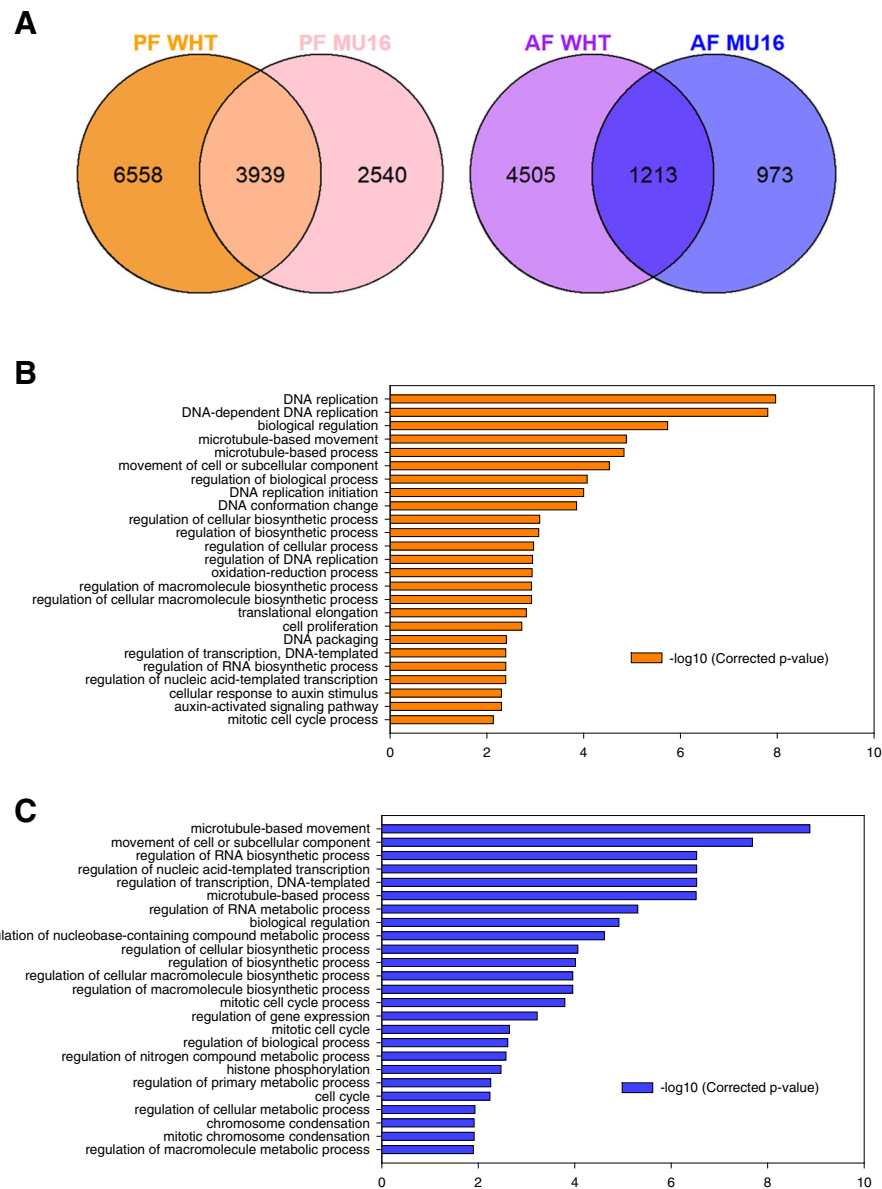 A
PF WHT
PF MU16
AF WHT
AF MU16
6558
3939
2540
4505
1213
973
B
DNA replication
DNA-dependent DNA replication
biological regulation
microtubule-based movement
microtubule-based process
movement of cell or subcellular component
regulation of biological process
DNA replication initiation
DNA conformation change
regulation of cellular biosynthetic process
regulation of biosynthetic process
regulation of cellular process
regulation of DNA replication
oxidation-reduction process
regulation of macromolecule biosynthetic process
regulation of cellular macromolecule biosynthetic process
translational elongation
cell proliferation
DNA packaging
regulation of transcription, DNA-templated
regulation of RNA biosynthetic process
regulation of nucleic acid-templated transcription
cellular response to auxin stimulus
auxin-activated signaling pathway
mitotic cell cycle process
-log10 (Corrected p-value)
0 2 4 6 8 10
C
microtubule-based movement
movement of cell or subcellular component
regulation of RNA biosynthetic process
regulation of nucleic acid-templated transcription
regulation of transcription, DNA-templated
microtubule-based process
regulation of RNA metabolic process
biological regulation
ulation of nucleobase-containing compound metabolic process
regulation of cellular biosynthetic process
regulation of biosynthetic process
regulation of cellular macromolecule biosynthetic process
regulation of macromolecule biosynthetic process
mitotic cell cycle process
regulation of gene expression
mitotic cell cycle
regulation of biological process
regulation of nitrogen compound metabolic process
histone phosphorylation
regulation of primary metabolic process
cell cycle
regulation of cellular metabolic process
chromosome condensation
mitotic chromosome condensation
regulation of macromolecule metabolic process
-log10 (Corrected p-value)
0 2 4 6 8 10